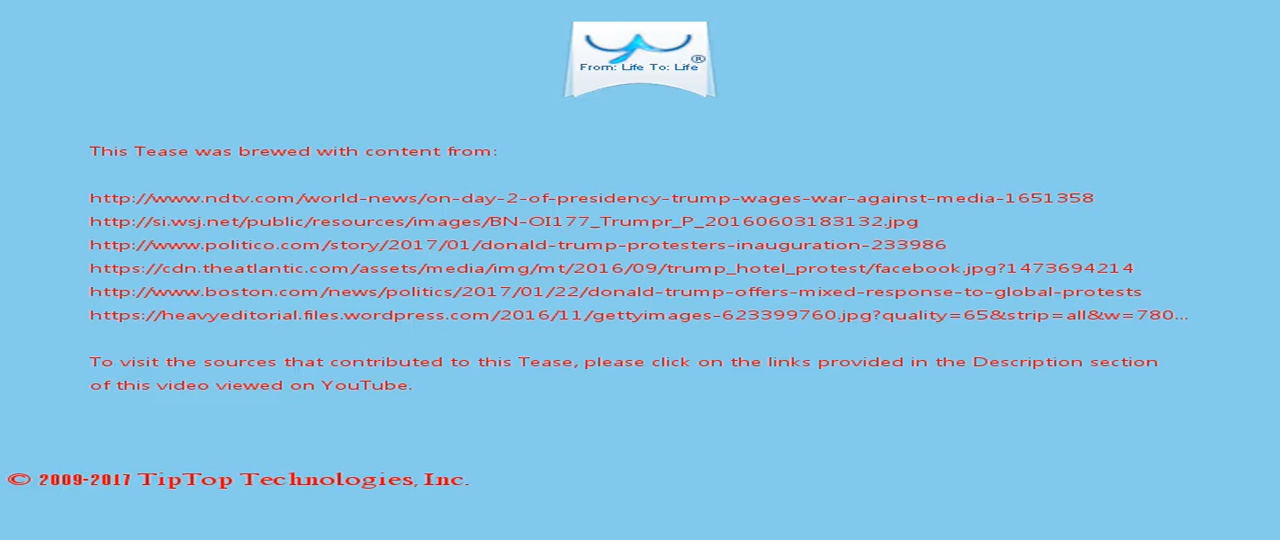 From: Life To: Life®
This Tease was brewed with content from:
http://www.ndtv.com/world-news/on-day-2-of-presidency-trump-wages-war-against-media-1651358
http://si.wsj.net/public/resources/images/BN-OI177_Trumpr_P_20160603183132.jpg
http://www.politico.com/story/2017/01/donald-trump-protesters-inauguration-233986
https://cdn.theatlantic.com/assets/media/img/mt/2016/09/trump_hotel_protest/facebook.jpg?1473694214
http://www.boston.com/news/politics/2017/01/22/donald-trump-offers-mixed-response-to-global-protests
https://heavyeditorial.files.wordpress.com/2016/11/gettyimages-623399760.jpg?quality=65&strip=all&w=780...
To visit the sources that contributed to this Tease, please click on the links provided in the Description section
of this video viewed on YouTube.
© 2009-2017 TipTop Technologies, Inc.